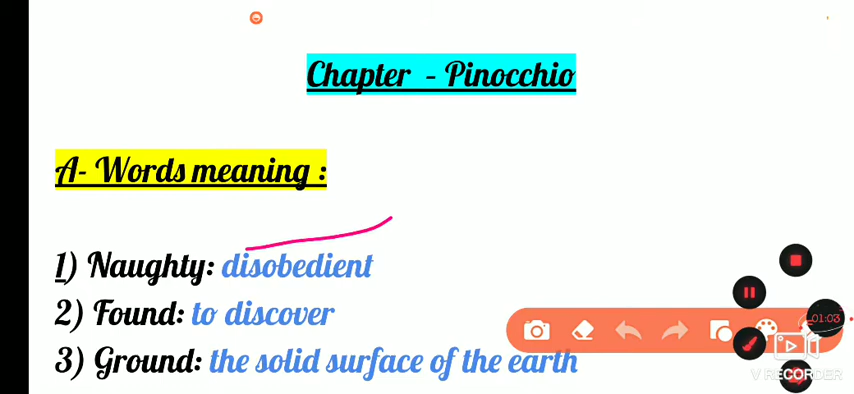 Chapter - Pinocchio
A- Words meaning :
1) Naughty: disobedient
2) Found: to discover
3) Ground: the solid surface of the earth
01:03
V RECORDER